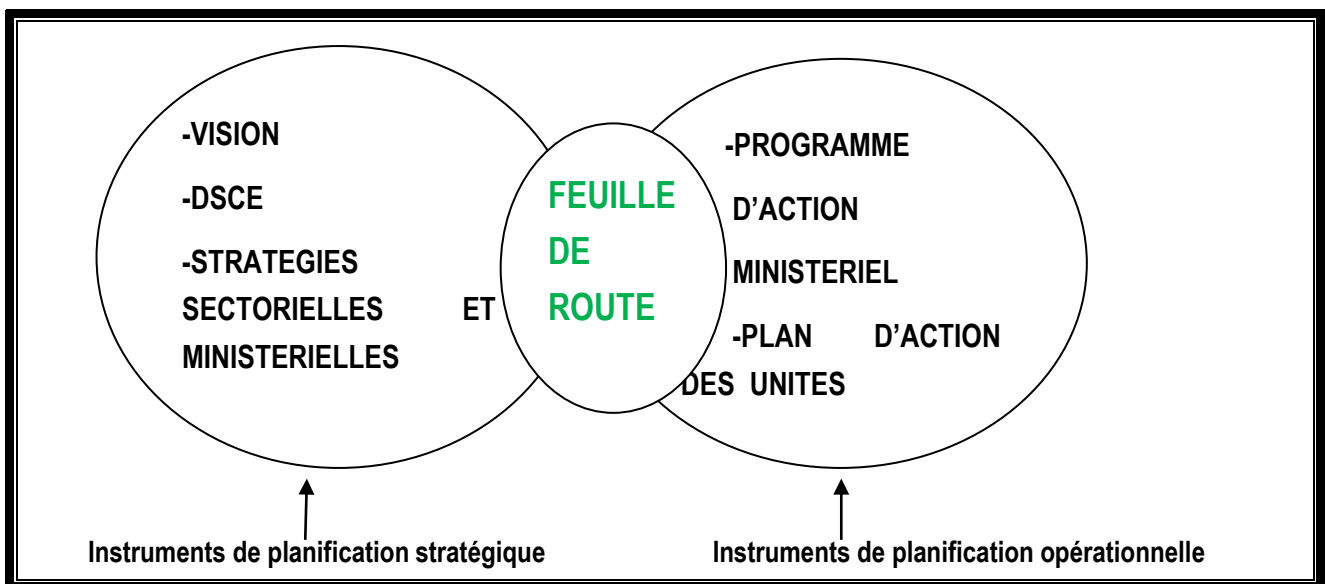 -VISION
-DSCE
-STRATEGIES
SECTORIELLES ET
MINISTERIELLES
FEUILLE
DE
ROUTE
-PROGRAMME
D’ACTION
MINISTERIEL
-PLAN D’ACTION
DES UNITES
Instruments de planification stratégique
Instruments de planification opérationnelle